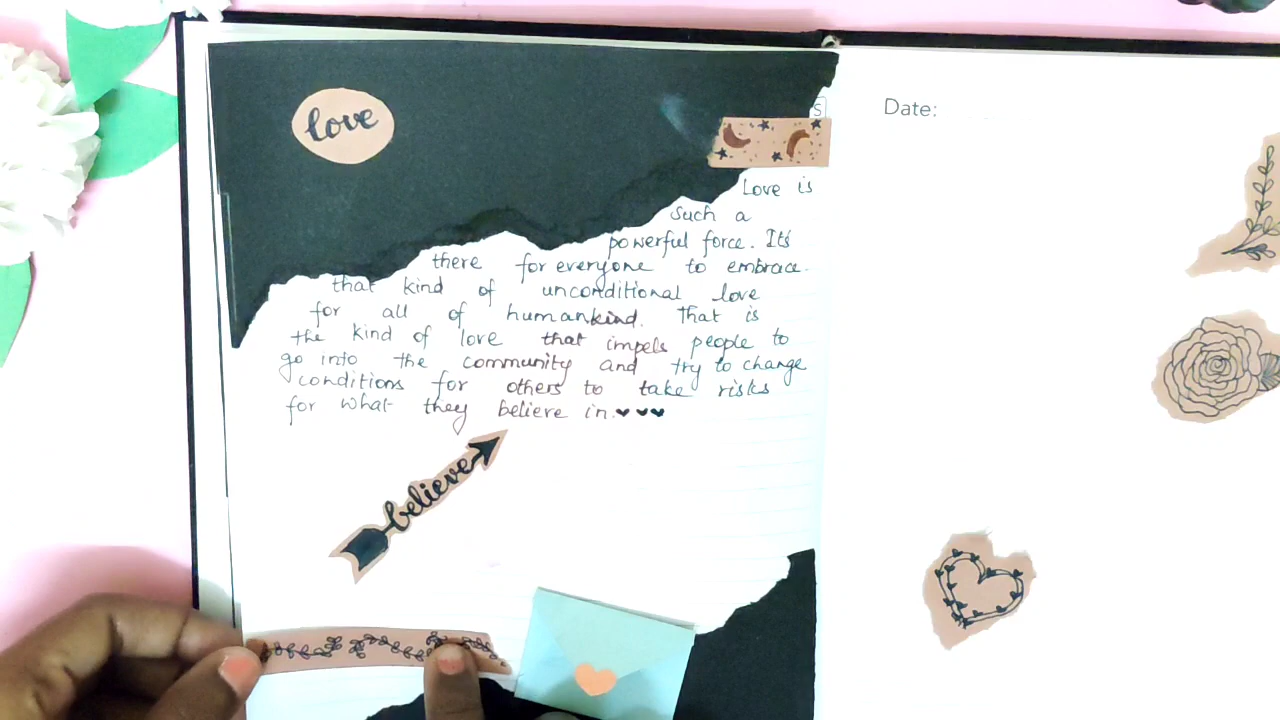 love
S
Date:
Love is
such a
powerful force. It's
there for everyone to embrace.
that kind of unconditional love
for all of humankind. That is
the kind of love that impels people to
go into the community and try to change
conditions for others to take risks
for what they believe in.♥♥♥
believe